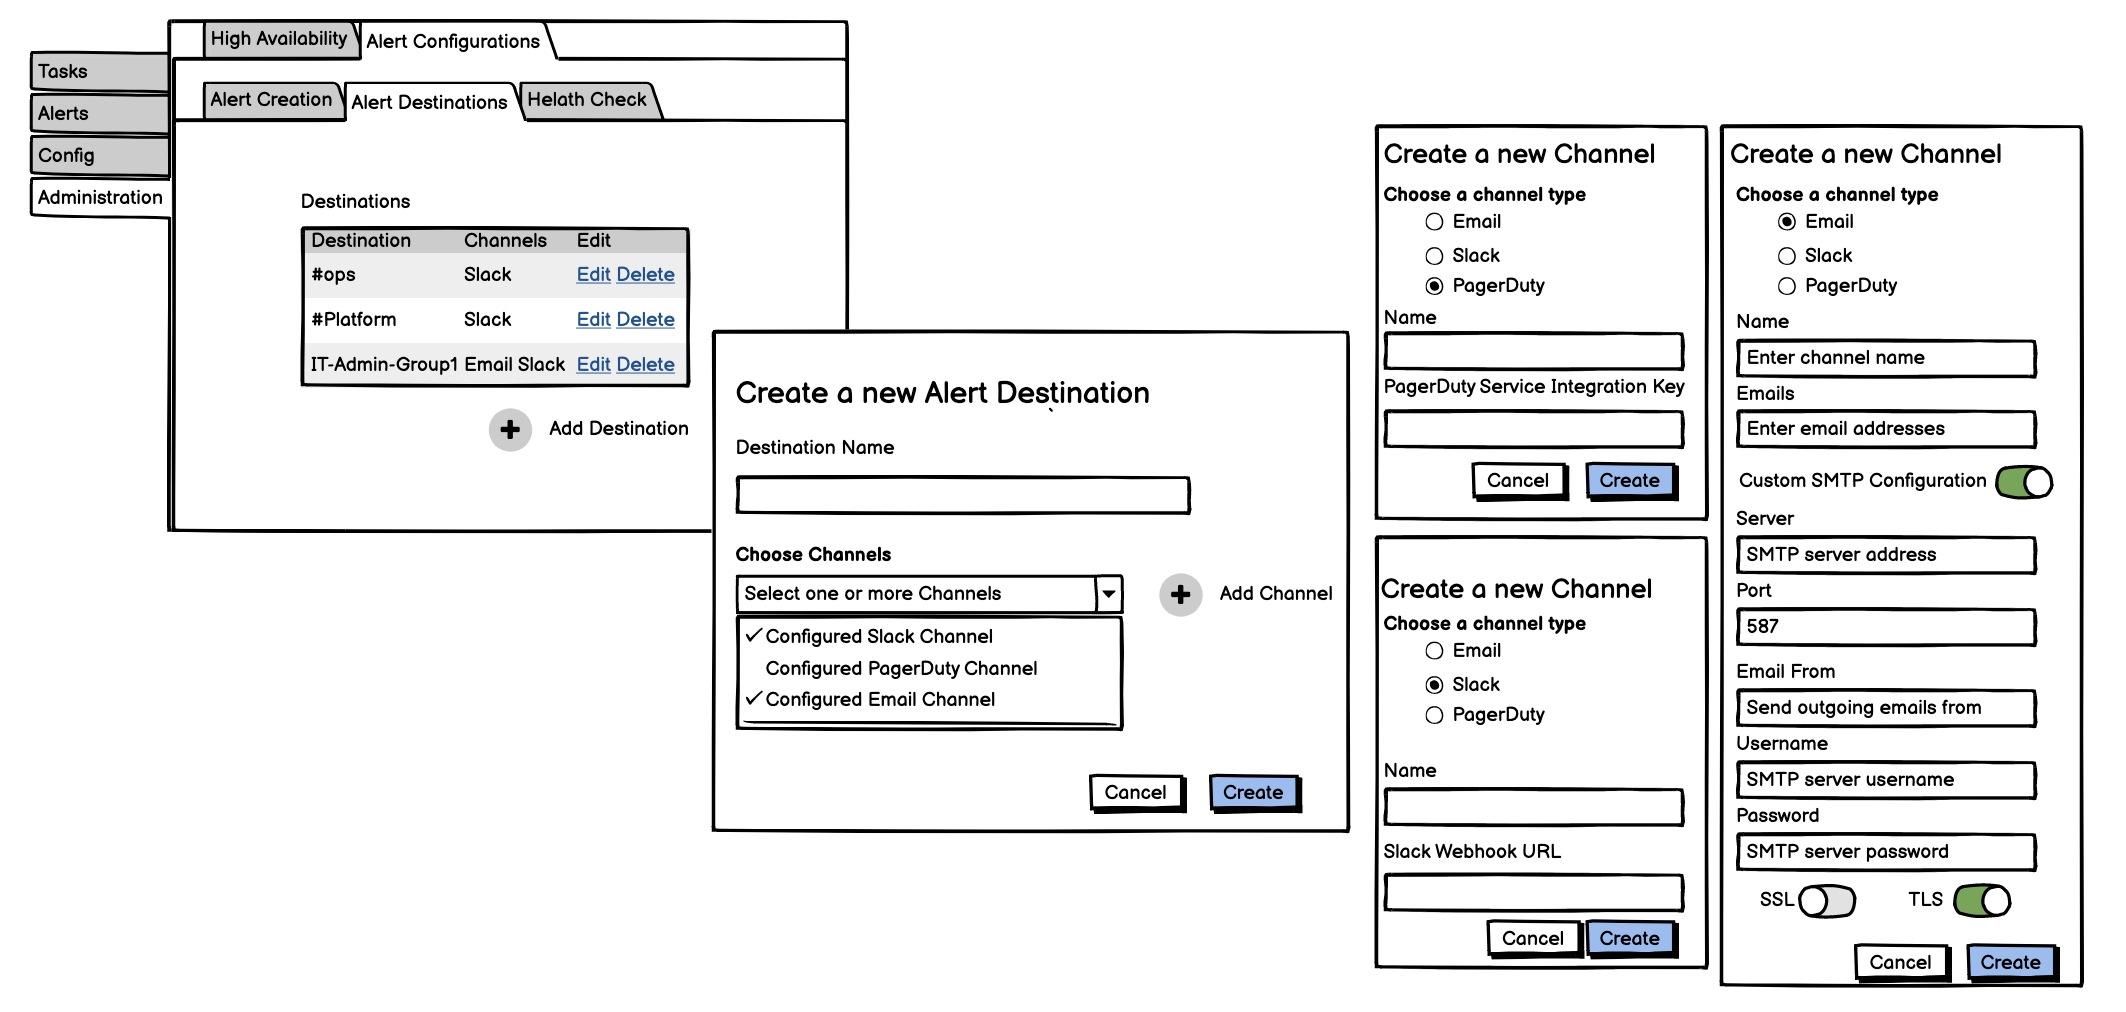 High Availability
Alert Configurations
Tasks
Alerts
Config
Administration
Alert Creation
Alert Destinations
Helath Check
Destinations
Destination Channels Edit
#ops Slack Edit Delete
#Platform Slack Edit Delete
IT-Admin-Group1 Email Slack Edit Delete
Add Destination
Create a new Alert Destination
Destination Name
Choose Channels
Select one or more Channels
Add Channel
Configured Slack Channel
Configured PagerDuty Channel
Configured Email Channel
Cancel Create
Create a new Channel
Choose a channel type
Email
Slack
PagerDuty
Name
PagerDuty Service Integration Key
Cancel Create
Create a new Channel
Choose a channel type
Email
Slack
PagerDuty
Name
Slack Webhook URL
Cancel Create
Create a new Channel
Choose a channel type
Email
Slack
PagerDuty
Name
Enter channel name
Emails
Enter email addresses
Custom SMTP Configuration
Server
SMTP server address
Port
587
Email From
Send outgoing emails from
Username
SMTP server username
Password
SMTP server password
SSL TLS
Cancel Create